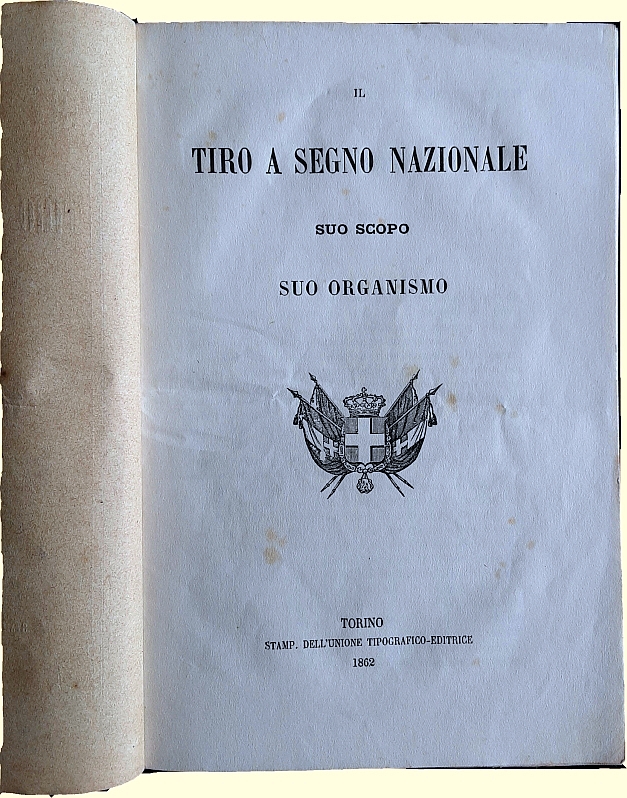 IL
TIRO A SEGNO NAZIONALE
SUO SCOPO
SUO ORGANISMO
TORINO
STAMP. DELL'UNIONE TIPOGRAFICO-EDITRICE
1862